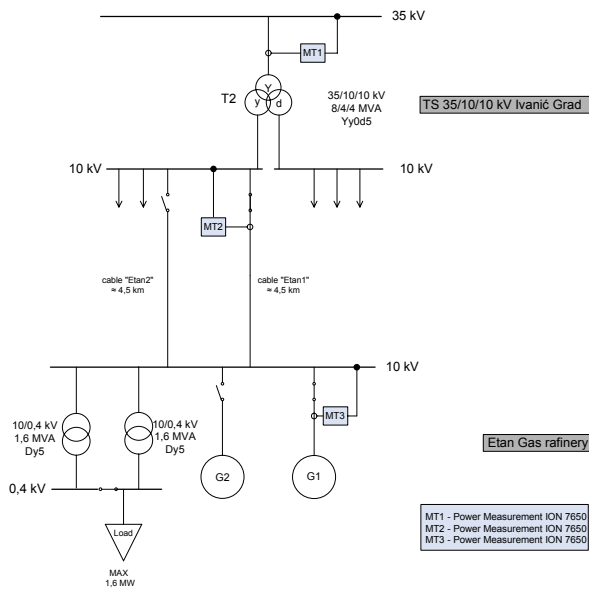 35 kV
MT1
T2
Y
y
d
35/10/10 kV
8/4/4 MVA
Yy0d5
TS 35/10/10 kV Ivanić Grad
10 kV
10 kV
MT2
cable "Etan2"
≈ 4,5 km
cable "Etan1"
≈ 4,5 km
10 kV
10/0,4 kV
1,6 MVA
Dy5
10/0,4 kV
1,6 MVA
Dy5
MT3
G2
G1
Etan Gas rafinery
0,4 kV
Load
MAX
1,6 MW
MT1 - Power Measurement ION 7650
MT2 - Power Measurement ION 7650
MT3 - Power Measurement ION 7650